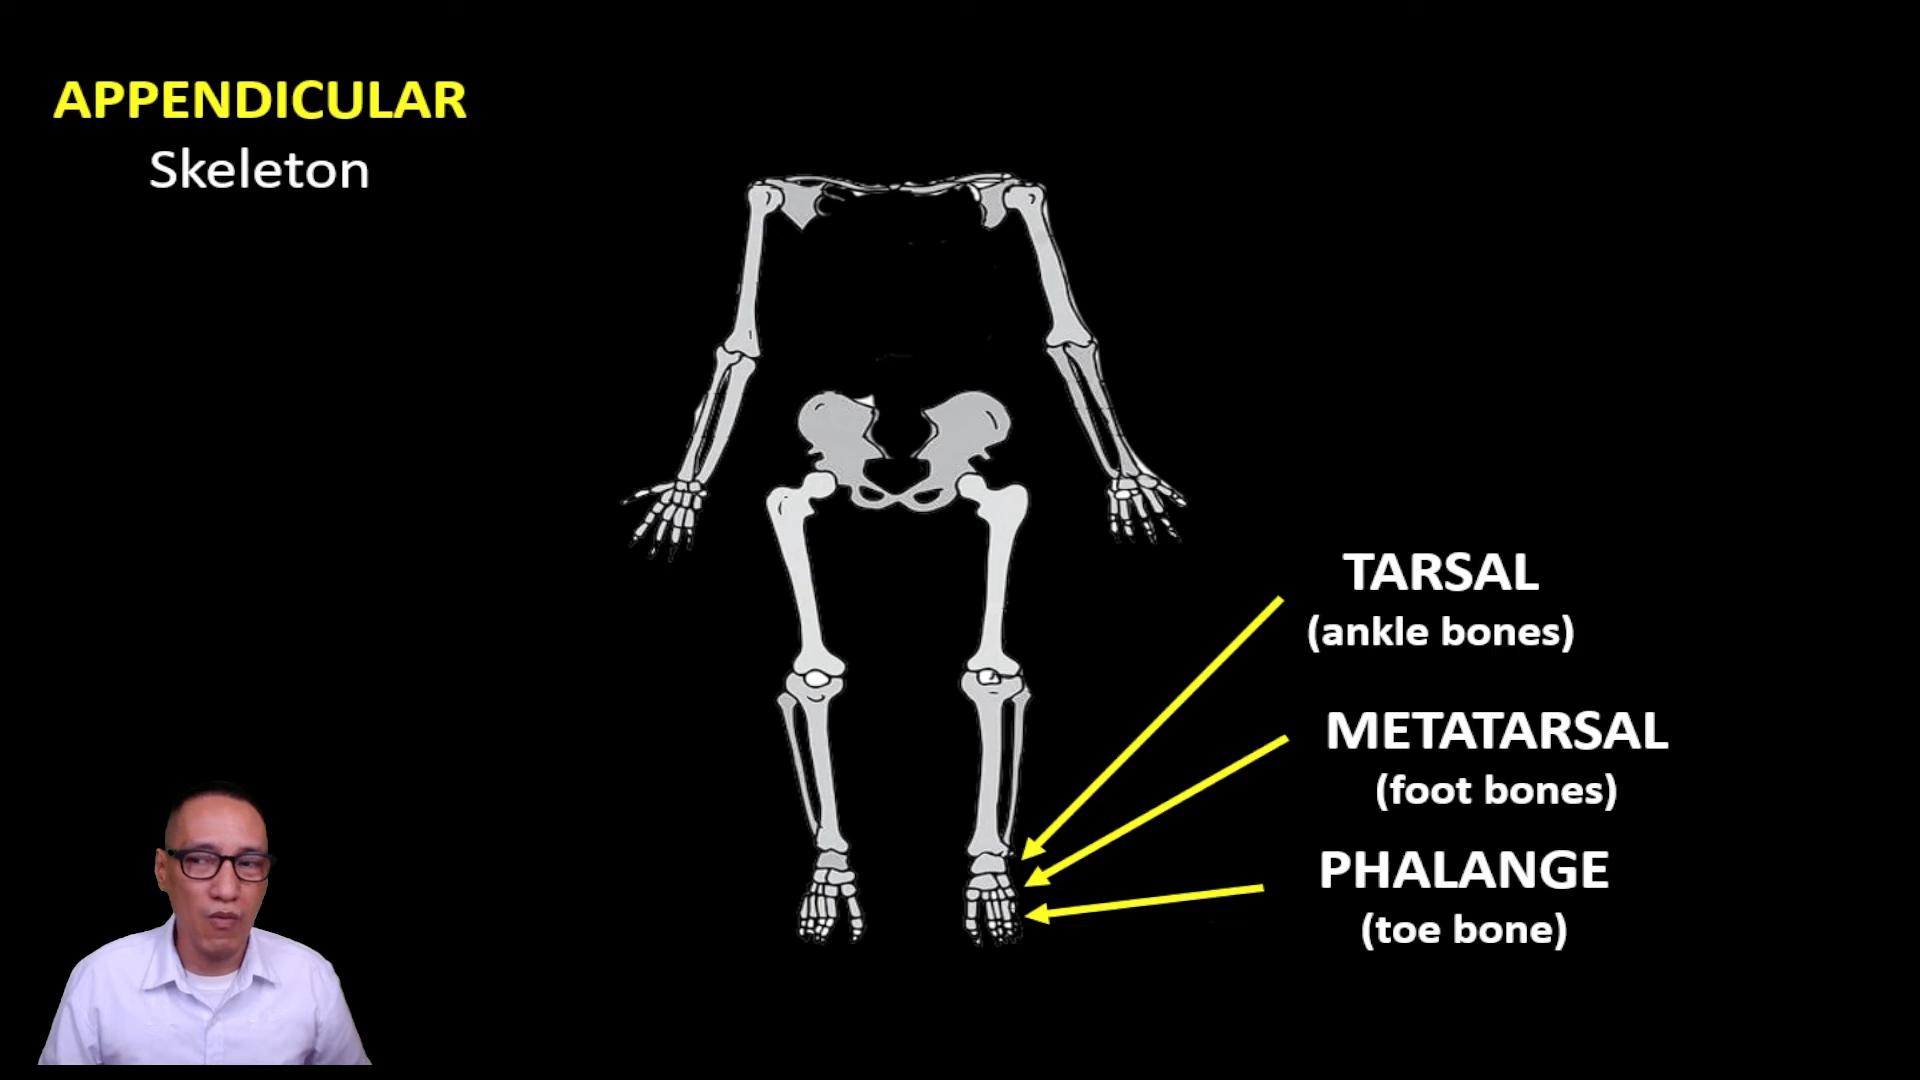 APPENDICULAR
Skeleton
TARSAL
(ankle bones)
METATARSAL
(foot bones)
PHALANGE
(toe bone)